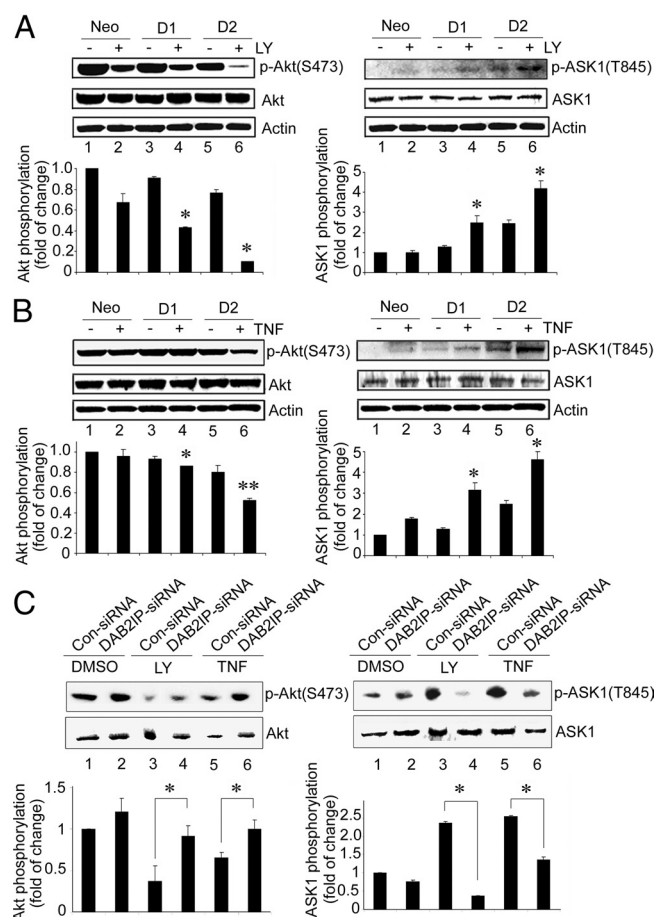 A
Neo D1 D2
- + - + - + LY
p-Akt(S473)
Akt
Actin
1 2 3 4 5 6
Akt phosphorylation
(fold of change)
1.0
0.8
0.6
0.4
0.2
0
* *
Neo D1 D2
- + - + - + LY
p-ASK1(T845)
ASK1
Actin
1 2 3 4 5 6
ASK1 phosphorylation
(fold of change)
5
4
3
2
1
0
* *
B
Neo D1 D2
- + - + - + TNF
p-Akt(S473)
Akt
Actin
1 2 3 4 5 6
Akt phosphorylation
(fold of change)
1.0
0.8
0.6
0.4
0.2
0
* **
Neo D1 D2
- + - + - + TNF
p-ASK1(T845)
ASK1
Actin
1 2 3 4 5 6
ASK1 phosphorylation
(fold of change)
5
4
3
2
1
0
* *
C
Con-siRNA DAB2IP-siRNA Con-siRNA DAB2IP-siRNA Con-siRNA DAB2IP-siRNA
DMSO LY TNF
p-Akt(S473)
Akt
1 2 3 4 5 6
Akt phosphorylation
(fold of change)
1.5
1
0.5
0
* *
Con-siRNA DAB2IP-siRNA Con-siRNA DAB2IP-siRNA Con-siRNA DAB2IP-siRNA
DMSO LY TNF
p-ASK1(T845)
ASK1
1 2 3 4 5 6
ASK1 phosphorylation
(fold of change)
2.5
2.0
1.5
1
0.5
0
* *